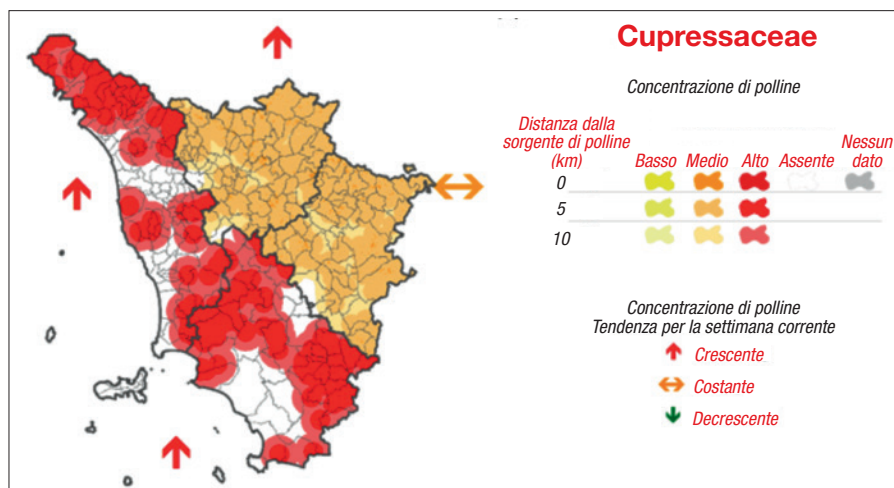 Cupressaceae
Concentrazione di polline
Distanza dalla
sorgente di polline
(km)
Basso Medio Alto Assente Nessun
dato
0
5
10
Concentrazione di polline
Tendenza per la settimana corrente
Crescente
Costante
Decrescente